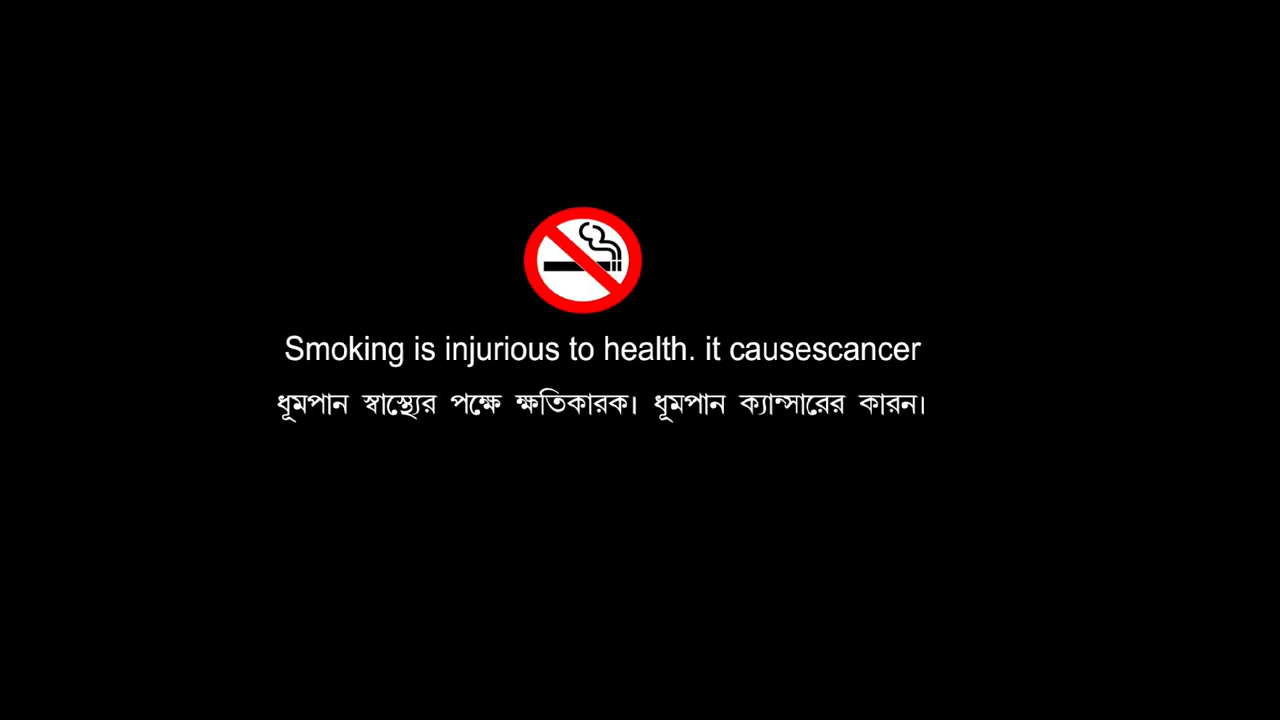 Smoking is injurious to health. it causescancer
ধূমপান স্বাস্থ্যের পক্ষে ক্ষতিকারক। ধূমপান ক্যান্সারের কারন।